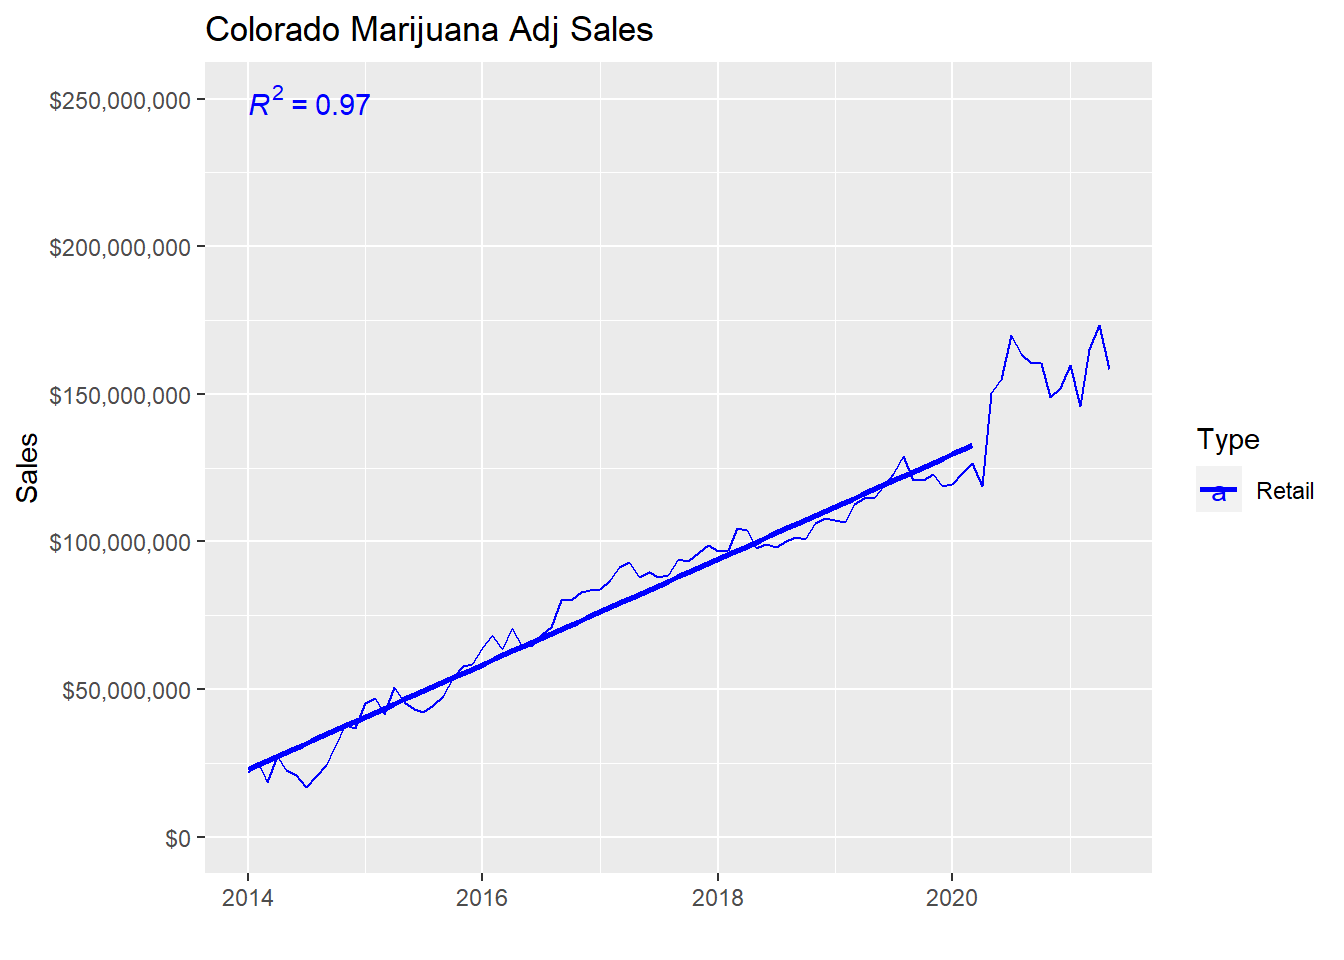 Colorado Marijuana Adj Sales
$250,000,000
R² = 0.97
$200,000,000
$150,000,000
$100,000,000
$50,000,000
$0
Sales
2014 2016 2018 2020
Type
a Retail